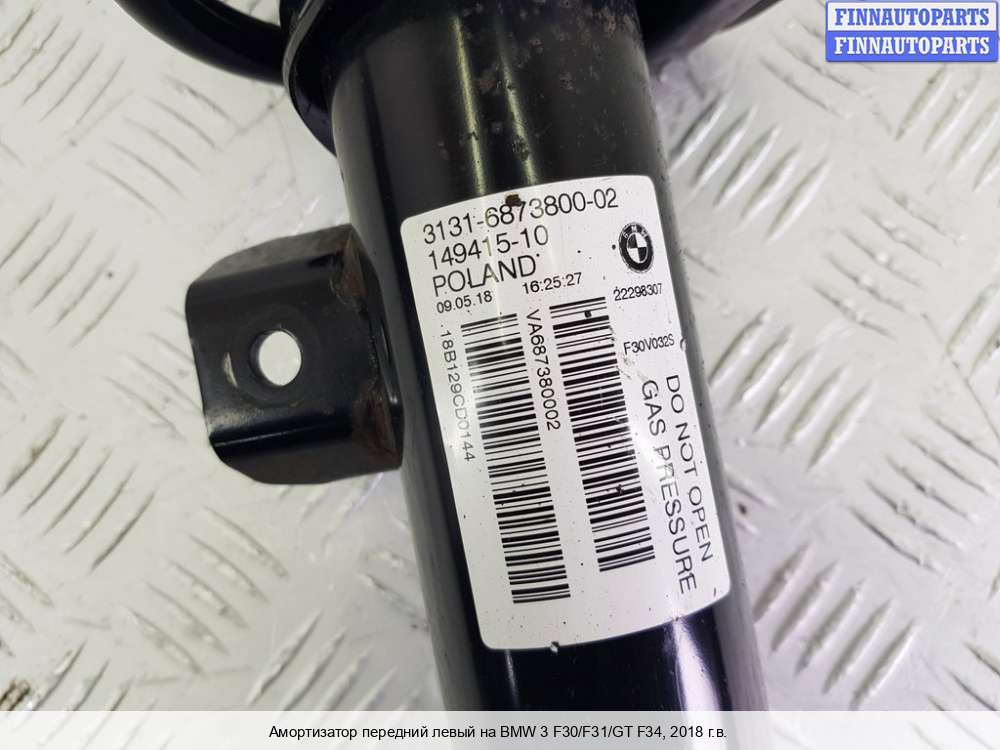 FINNAUTOPARTS
FINNAUTOPARTS
3131-6873800-02
149415-10
POLAND
09.05.18 16:25:27
22298307
F30V032S
18B129CD0144
VA687380002
DO NOT OPEN
GAS PRESSURE
BMW
Амортизатор передний левый на BMW 3 F30/F31/GT F34, 2018 г.в.